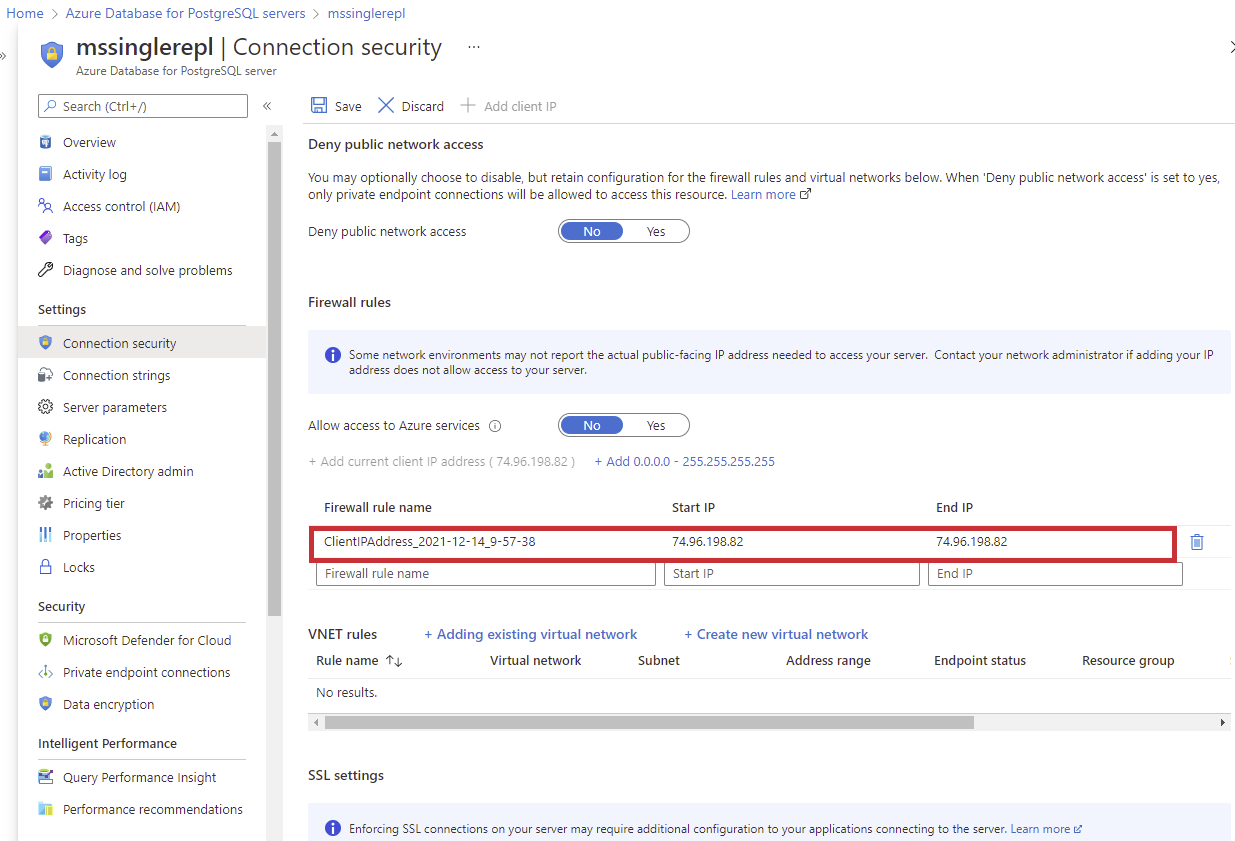 Home > Azure Database for PostgreSQL servers > mssinglerepl
mssinglerepl | Connection security ...
Azure Database for PostgreSQL server
Search (Ctrl+/)
Overview
Activity log
Access control (IAM)
Tags
Diagnose and solve problems
Settings
Connection security
Connection strings
Server parameters
Replication
Active Directory admin
Pricing tier
Properties
Locks
Security
Microsoft Defender for Cloud
Private endpoint connections
Data encryption
Intelligent Performance
Query Performance Insight
Performance recommendations
Save Discard Add client IP
Deny public network access
You may optionally choose to disable, but retain configuration for the firewall rules and virtual networks below. When 'Deny public network access' is set to yes,
only private endpoint connections will be allowed to access this resource. Learn more
Deny public network access No Yes
Firewall rules
Some network environments may not report the actual public-facing IP address needed to access your server. Contact your network administrator if adding your IP
address does not allow access to your server.
Allow access to Azure services No Yes
+ Add current client IP address ( 74.96.198.82 ) + Add 0.0.0.0 - 255.255.255.255
Firewall rule name Start IP End IP
ClientIPAddress_2021-12-14_9-57-38 74.96.198.82 74.96.198.82
Firewall rule name Start IP End IP
VNET rules + Adding existing virtual network + Create new virtual network
Rule name Virtual network Subnet Address range Endpoint status Resource group
No results.
SSL settings
Enforcing SSL connections on your server may require additional configuration to your applications connecting to the server. Learn more